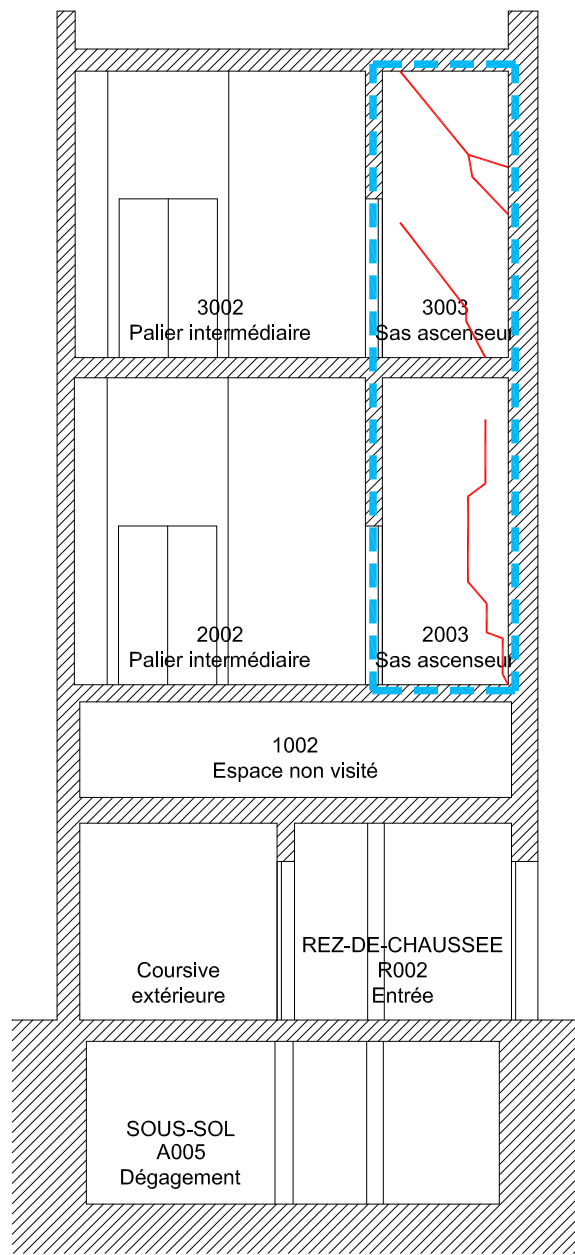 3002
Palier intermédiaire
3003
Sas ascenseur
2002
Palier intermédiaire
2003
Sas ascenseur
1002
Espace non visité
Coursive
extérieure
REZ-DE-CHAUSSEE
R002
Entrée
SOUS-SOL
A005
Dégagement